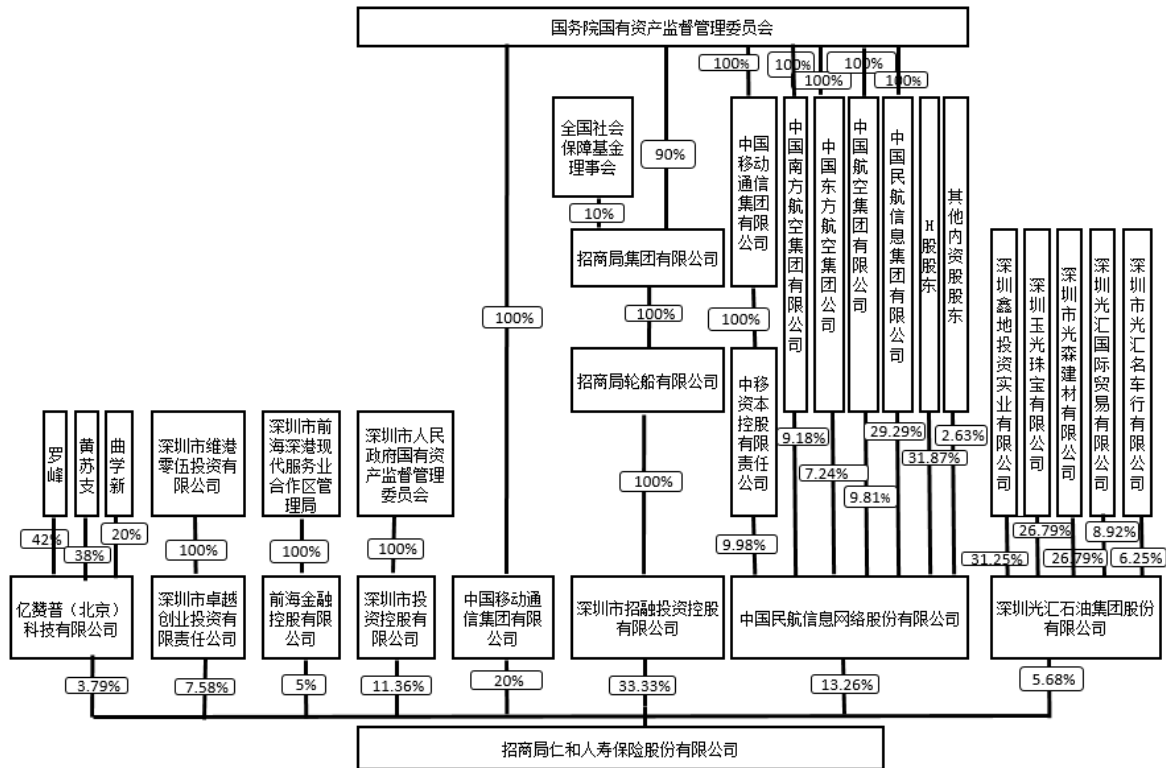 国务院国有资产监督管理委员会
100%
100%
100%
100%
100%
全国社会
保障基金
理事会
90%
10%
中国
移动
通信
集团
有限
公司
中国南方航空集团有限公司
中国东方航空集团公司
中国航空集团有限公司
中国民航信息集团有限公司
H股股东
其他内资股股东
招商局集团有限公司
100%
100%
100%
招商局轮船有限公司
中移
资本
控股
有限
责任
公司
深圳鑫地投资实业有限公司
深圳玉光珠宝有限公司
深圳市光森建材有限公司
深圳光汇国际贸易有限公司
深圳市光汇名车行有限公司
罗峰
黄苏支
曲学新
深圳市维港
零伍投资有
限公司
深圳市前
海深港现
代服务业
合作区管
理局
深圳市人民
政府国有资
产监督管理
委员会
100%
9.18%
7.24%
9.81%
29.29%
31.87%
2.63%
42%
38%
20%
100%
100%
100%
9.98%
31.25%
26.79%
26.79%
8.92%
6.25%
亿赞普（北京）
科技有限公司
深圳市卓越
创业投资有
限责任公司
前海金融
控股有限
公司
深圳市投
资控股有
限公司
中国移动通
信集团有限
公司
深圳市招融投资控股
有限公司
中国民航信息网络股份有限公司
深圳光汇石油集团股份
有限公司
3.79%
7.58%
5%
11.36%
20%
33.33%
13.26%
5.68%
招商局仁和人寿保险股份有限公司